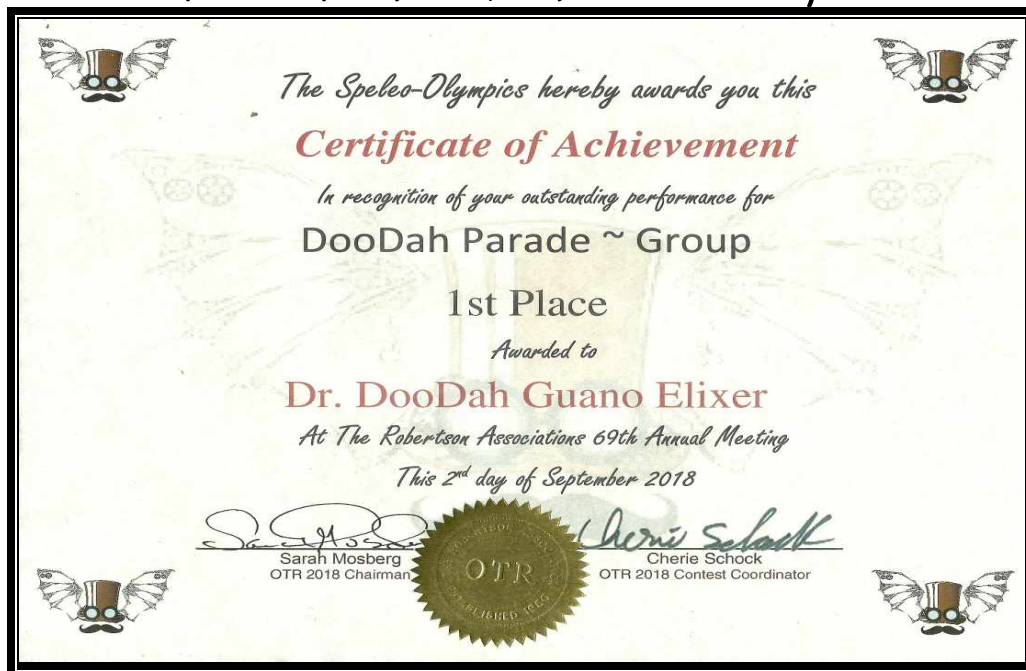 The Speleo-Olympics hereby awards you this
Certificate of Achievement
In recognition of your outstanding performance for
DooDah Parade ~ Group
1st Place
Awarded to
Dr. DooDah Guano Elixer
At The Robertson Associations 69th Annual Meeting
This 2nd day of September 2018
Cherie Schock
Sarah Mosberg
Cherie Schock
OTR 2018 Chairman
OTR 2018 Contest Coordinator
OTR